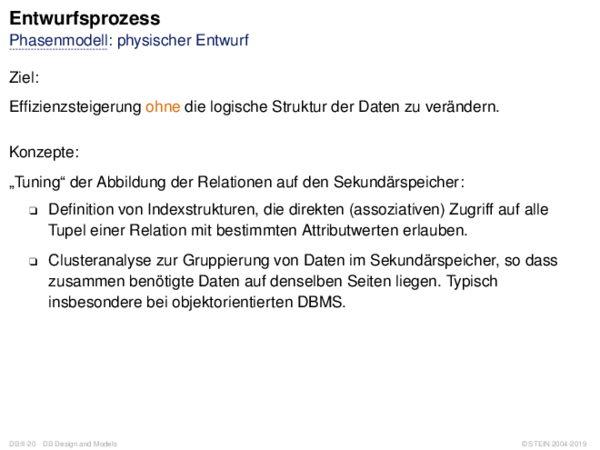 Entwurfsprozess
Phasenmodell: physischer Entwurf
Ziel:
Effizienzsteigerung ohne die logische Struktur der Daten zu verändern.
Konzepte:
„Tuning“ der Abbildung der Relationen auf den Sekundärspeicher:
❑ Definition von Indexstrukturen, die direkten (assoziativen) Zugriff auf alle
Tupel einer Relation mit bestimmten Attributwerten erlauben.
❑ Clusteranalyse zur Gruppierung von Daten im Sekundärspeicher, so dass
zusammen benötigte Daten auf denselben Seiten liegen. Typisch
insbesondere bei objektorientierten DBMS.
DB:II-20 DB Design and Models © STEIN 2004-2019